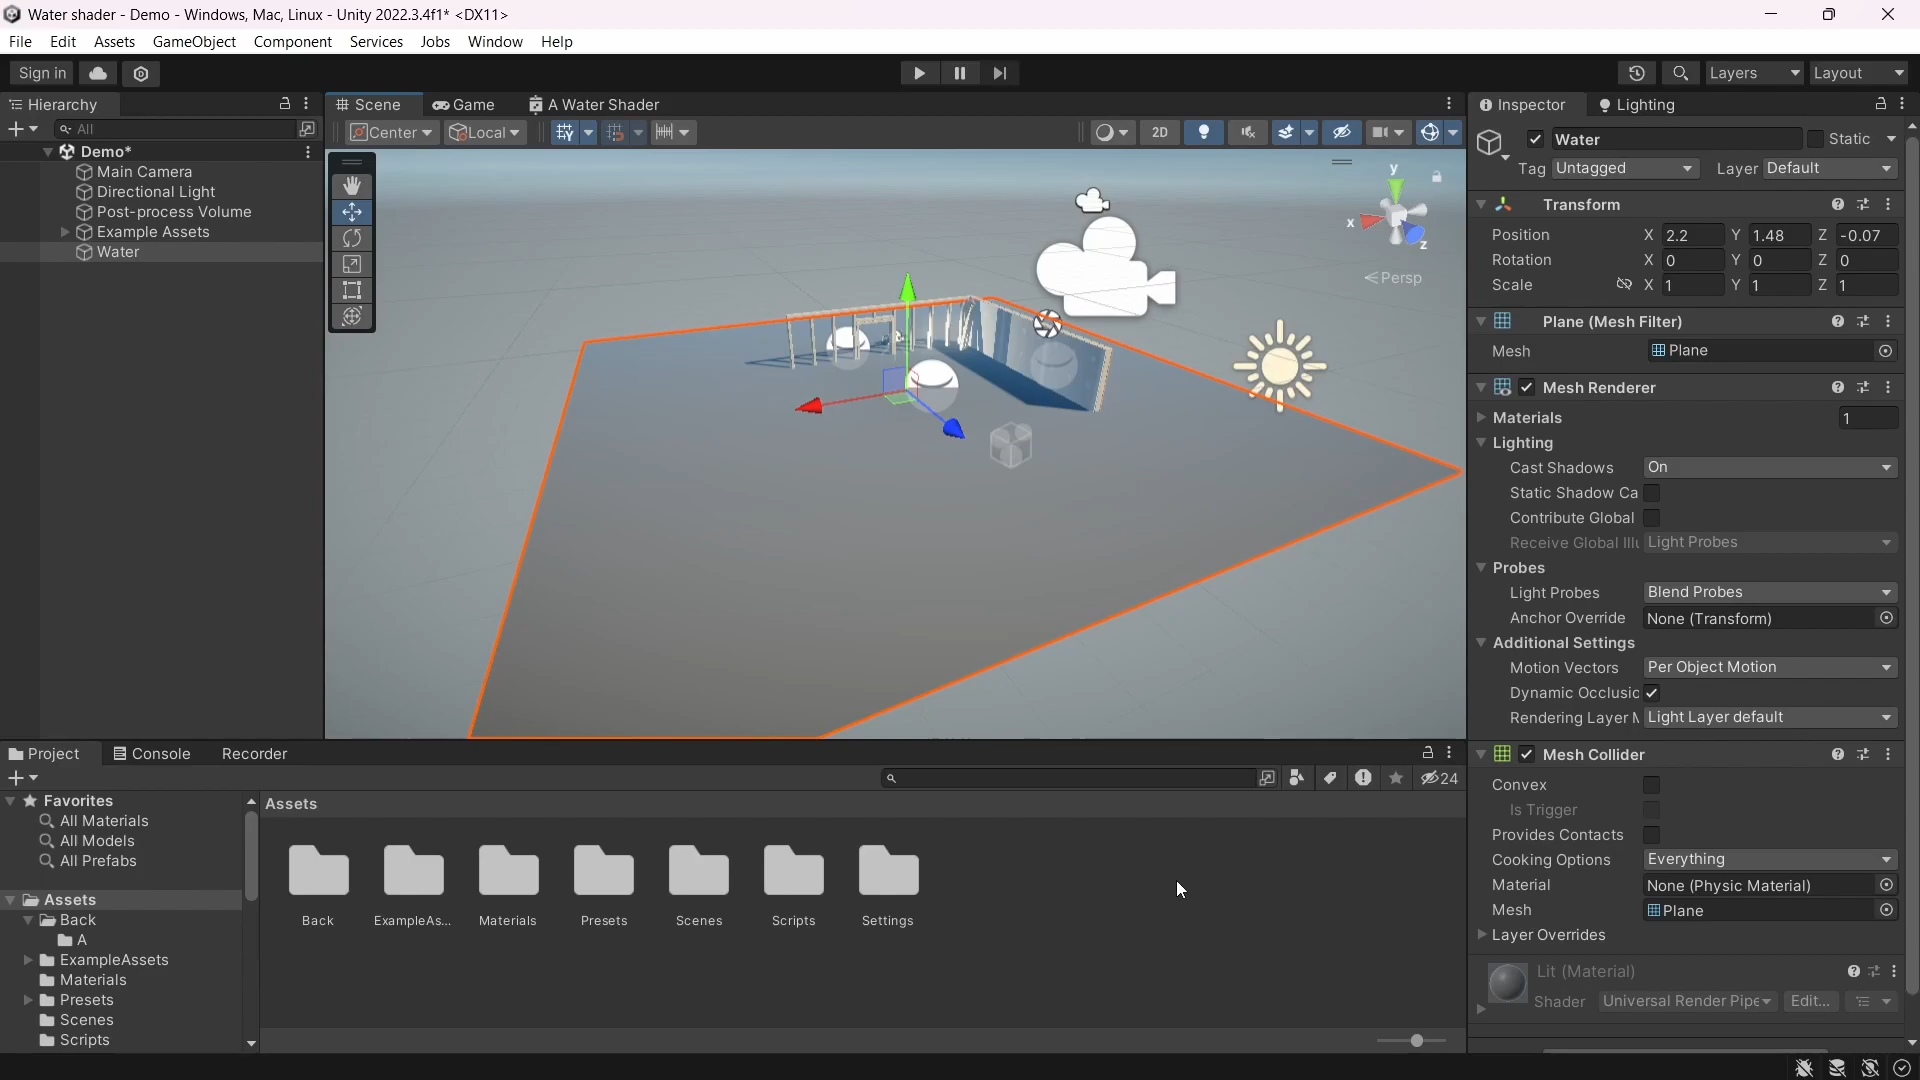 Water shader - Demo - Windows, Mac, Linux - Unity 2022.3.4f1* <DX11>
File Edit Assets GameObject Component Services Jobs Window Help
Sign in
Layers
Layout
Hierarchy
All
Demo*
Main Camera
Directional Light
Post-process Volume
Example Assets
Water
Scene
Game
A Water Shader
Center
Local
2D
y
x
z
Persp
Inspector
Lighting
Water
Static
Tag Untagged
Layer Default
Transform
Position X 2.2 Y 1.48 Z -0.07
Rotation X 0 Y 0 Z 0
Scale X 1 Y 1 Z 1
Plane (Mesh Filter)
Mesh Plane
Mesh Renderer
Materials 1
Lighting
Cast Shadows On
Static Shadow Ca
Contribute Global
Receive Global Illu Light Probes
Probes
Light Probes Blend Probes
Anchor Override None (Transform)
Additional Settings
Motion Vectors Per Object Motion
Dynamic Occlusio
Rendering Layer M Light Layer default
Mesh Collider
Convex
Is Trigger
Provides Contacts
Cooking Options Everything
Material None (Physic Material)
Mesh Plane
Layer Overrides
Lit (Material)
Shader Universal Render Pipe Edit...
Project
Console
Recorder
24
Favorites
All Materials
All Models
All Prefabs
Assets
Back
A
ExampleAssets
Materials
Presets
Scenes
Scripts
Assets
Back
ExampleAs...
Materials
Presets
Scenes
Scripts
Settings